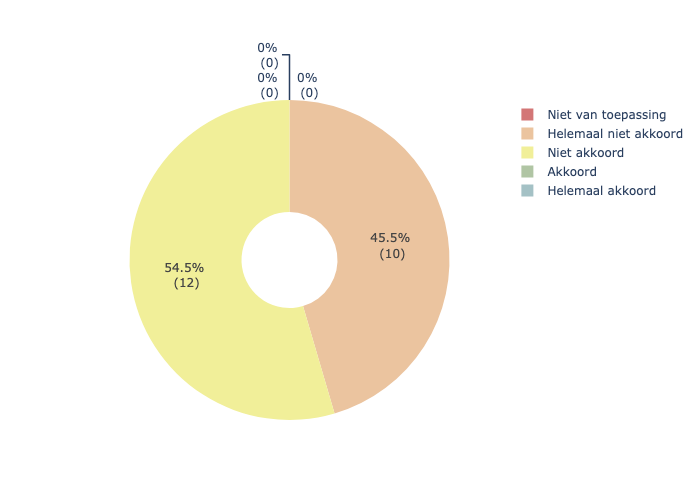 0%
(0)
0%
(0)
0%
(0)
45.5%
(10)
54.5%
(12)
Niet van toepassing
Helemaal niet akkoord
Niet akkoord
Akkoord
Helemaal akkoord